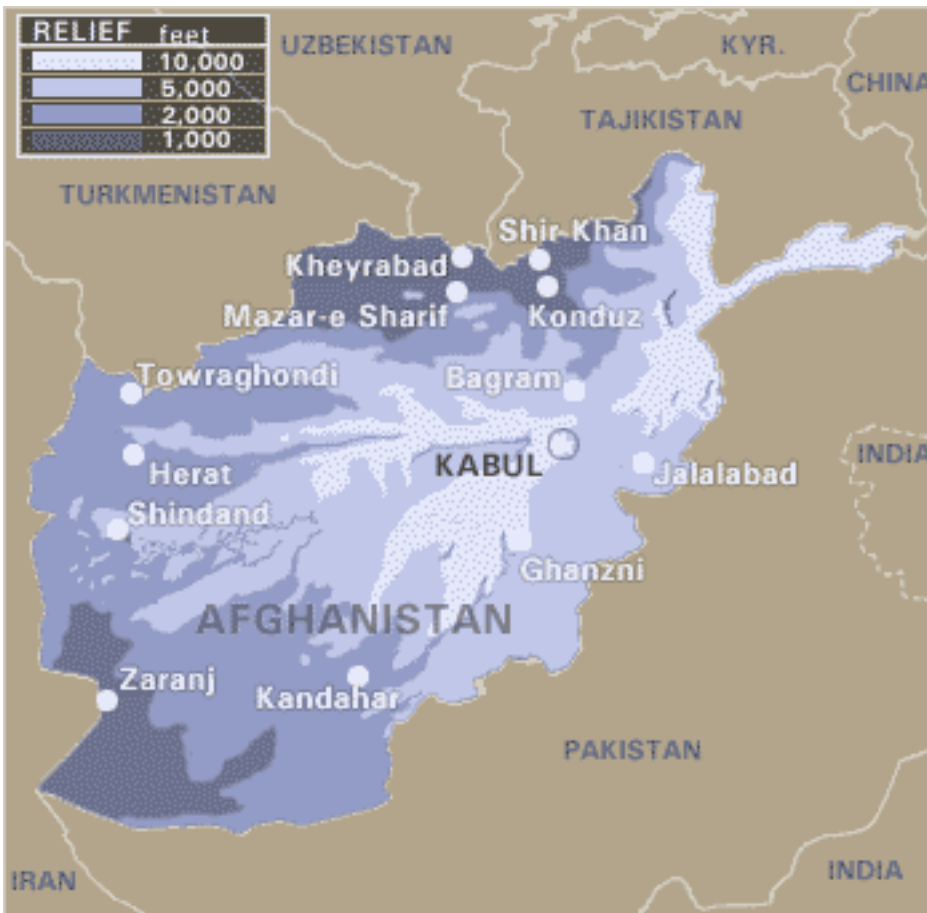 RELIEF feet
10,000
5,000
2,000
1,000
UZBEKISTAN
KYR.
CHINA
TAJIKISTAN
TURKMENISTAN
Shir Khan
Kheyrabad
Mazar-e Sharif
Konduz
Towraghondi
Bagram
KABUL
INDIA
Herat
Jalalabad
Shindand
Ghanzni
AFGHANISTAN
Zaranj
Kandahar
PAKISTAN
IRAN
INDIA